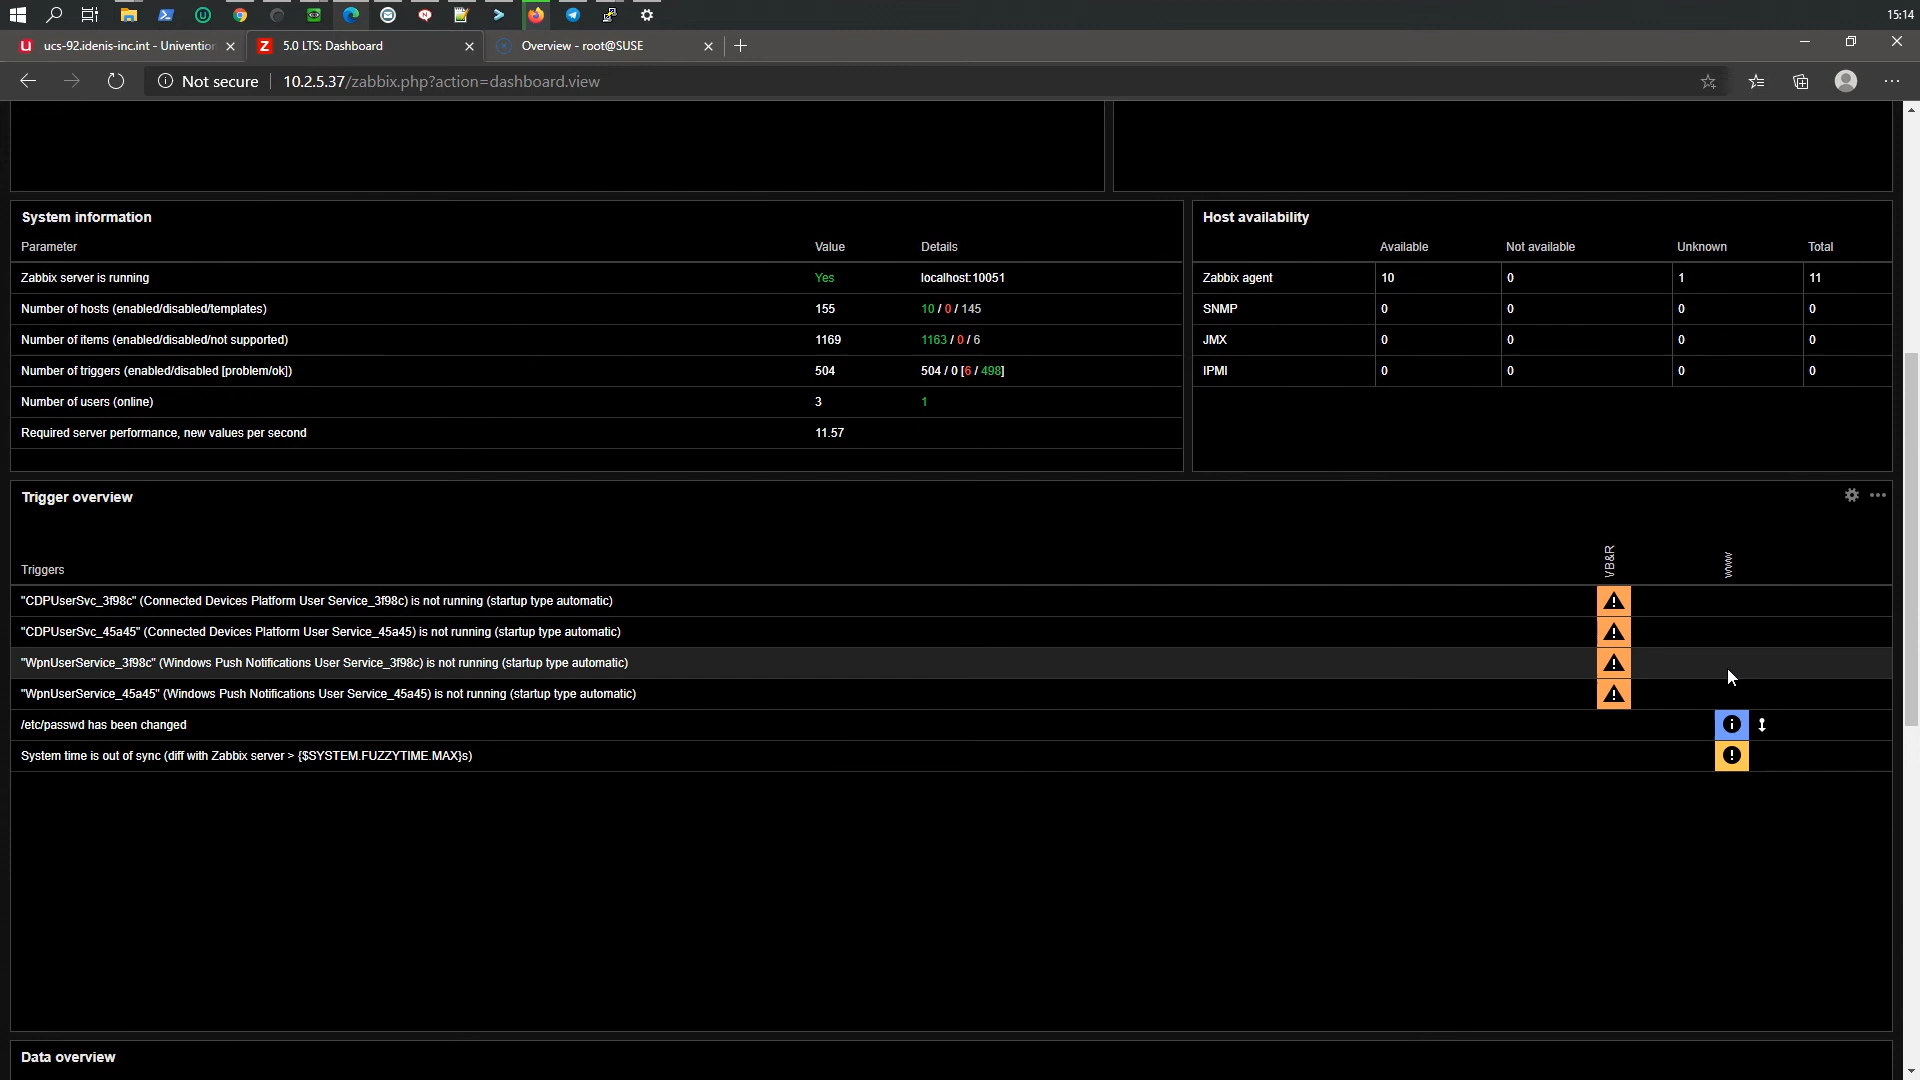 15:14
ucs-92.idenis-inc.int - Univention
5.0 LTS: Dashboard
Overview - root@SUSE
Not secure
10.2.5.37/zabbix.php?action=dashboard.view
System information
Parameter Value Details
Zabbix server is running Yes localhost:10051
Number of hosts (enabled/disabled/templates) 155 10 / 0 / 145
Number of items (enabled/disabled/not supported) 1169 1163 / 0 / 6
Number of triggers (enabled/disabled [problem/ok]) 504 504 / 0 [6 / 498]
Number of users (online) 3 1
Required server performance, new values per second 11.57
Host availability
Available Not available Unknown Total
Zabbix agent 10 0 1 11
SNMP 0 0 0 0
JMX 0 0 0 0
IPMI 0 0 0 0
Trigger overview
Triggers VB&R www
"CDPUserSvc_3f98c" (Connected Devices Platform User Service_3f98c) is not running (startup type automatic)
"CDPUserSvc_45a45" (Connected Devices Platform User Service_45a45) is not running (startup type automatic)
"WpnUserService_3f98c" (Windows Push Notifications User Service_3f98c) is not running (startup type automatic)
"WpnUserService_45a45" (Windows Push Notifications User Service_45a45) is not running (startup type automatic)
/etc/passwd has been changed
System time is out of sync (diff with Zabbix server > {$SYSTEM.FUZZYTIME.MAX}s)
Data overview